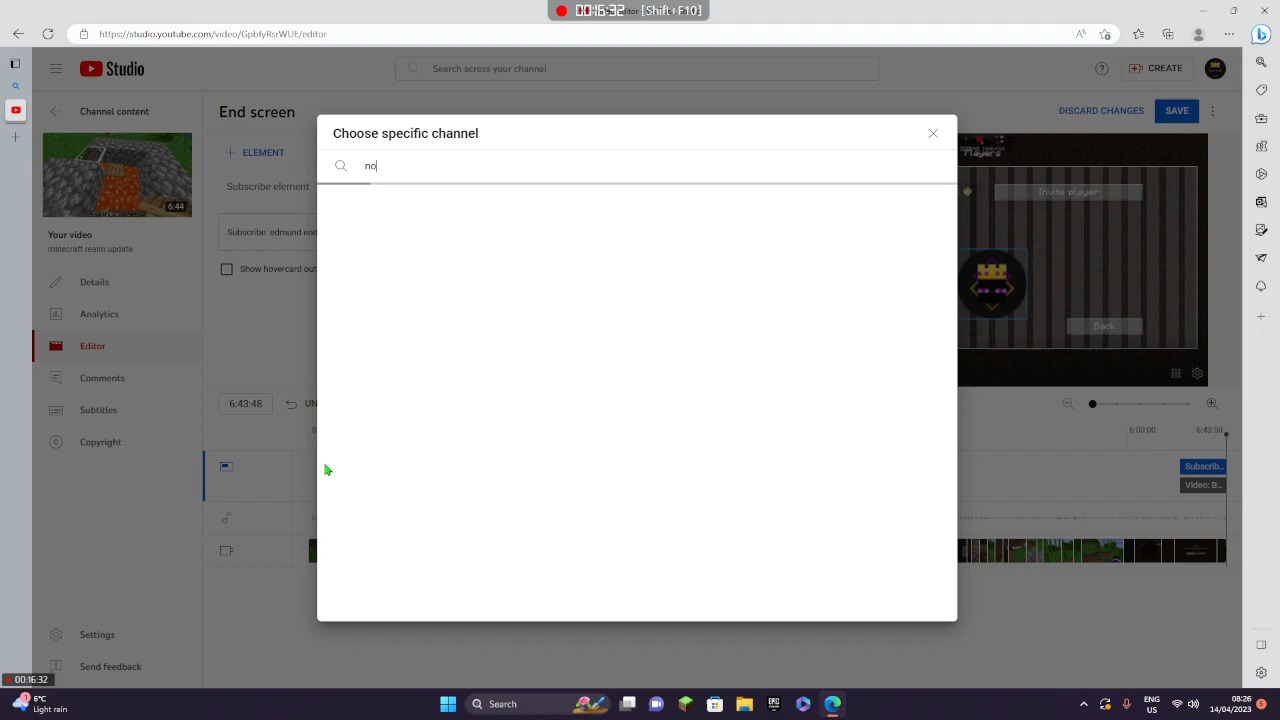 00:16:32 [Shift+F10]
https://studio.youtube.com/video/GpbfyRsrWUE/editor
Studio
Search across your channel
CREATE
Channel content
End screen
DISCARD CHANGES
SAVE
Choose specific channel
ELEMENT
no
Subscribe element
Players
Invite player
6:44
Your video
minecraft realm update
Subscribe: edmund end
Show hovercard out
Details
Analytics
Back
Editor
Comments
6:43:48
UN
Subtitles
6:00:00
6:43:50
Copyright
Subscrib...
Video: B...
Settings
Send feedback
00:16:32
6°C
Light rain
Search
ENG
US
08:26
14/04/2023